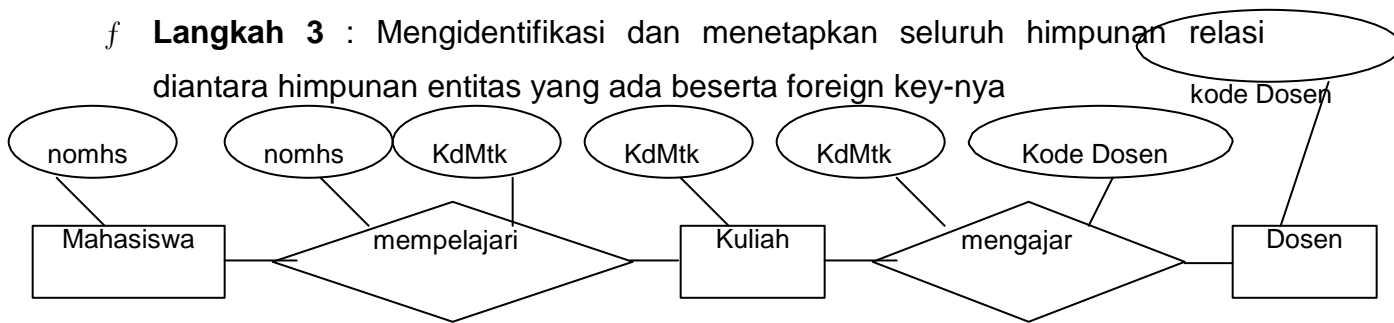 ƒ Langkah 3 : Mengidentifikasi dan menetapkan seluruh himpunan relasi
diantara himpunan entitas yang ada beserta foreign key-nya
kode Dosen
nomhs nomhs KdMtk KdMtk KdMtk Kode Dosen
Mahasiswa mempelajari Kuliah mengajar Dosen